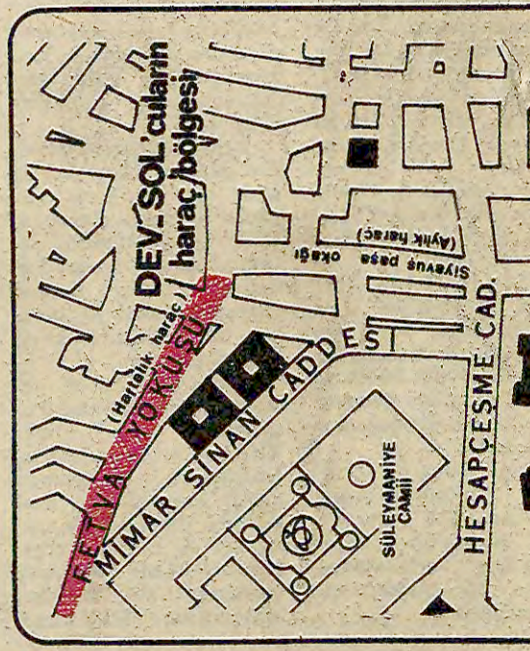 DEV-SOL'cuların
haraç bölgesi
(Haftalık haraç)
FETVA YOKUŞU
MİMAR SİNAN CADDESİ
Siyavuş paşa
okağı
(Aylık haraç)
SÜLEYMANİYE
CAMİİ
HESAPÇEŞME CAD.